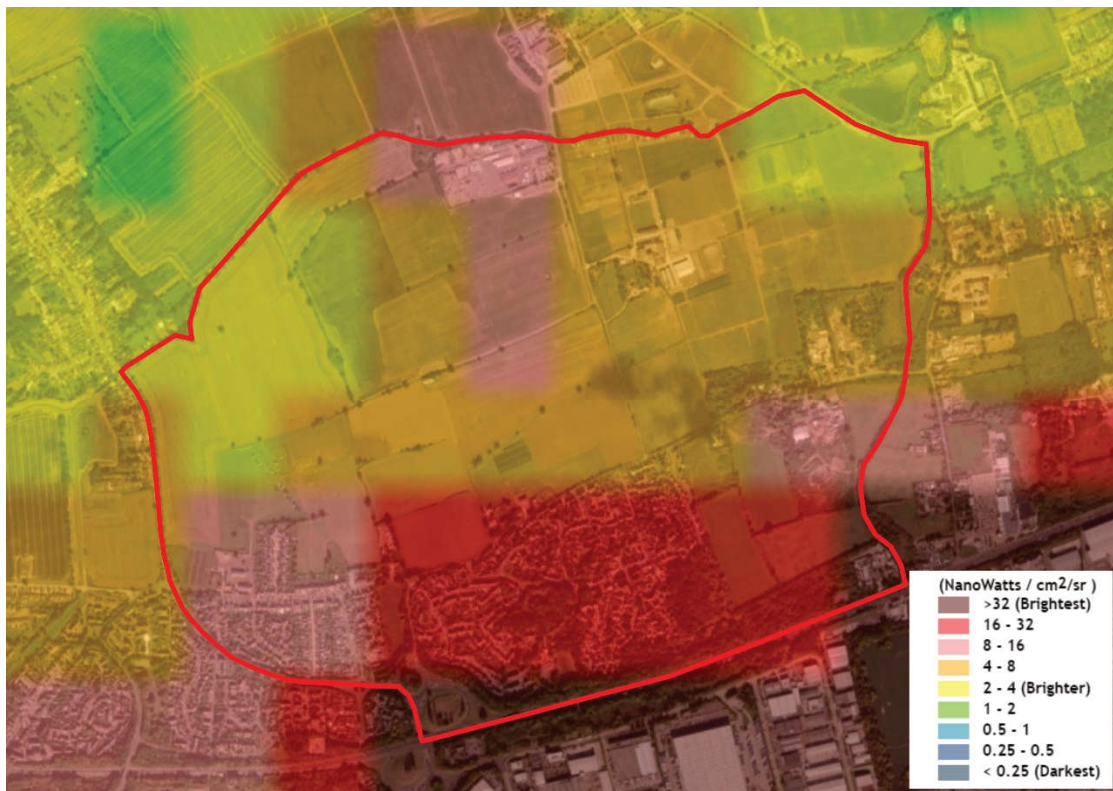 (NanoWatts / cm2/sr )
>32 (Brightest)
16 - 32
8 - 16
4 - 8
2 - 4 (Brighter)
1 - 2
0.5 - 1
0.25 - 0.5
< 0.25 (Darkest)